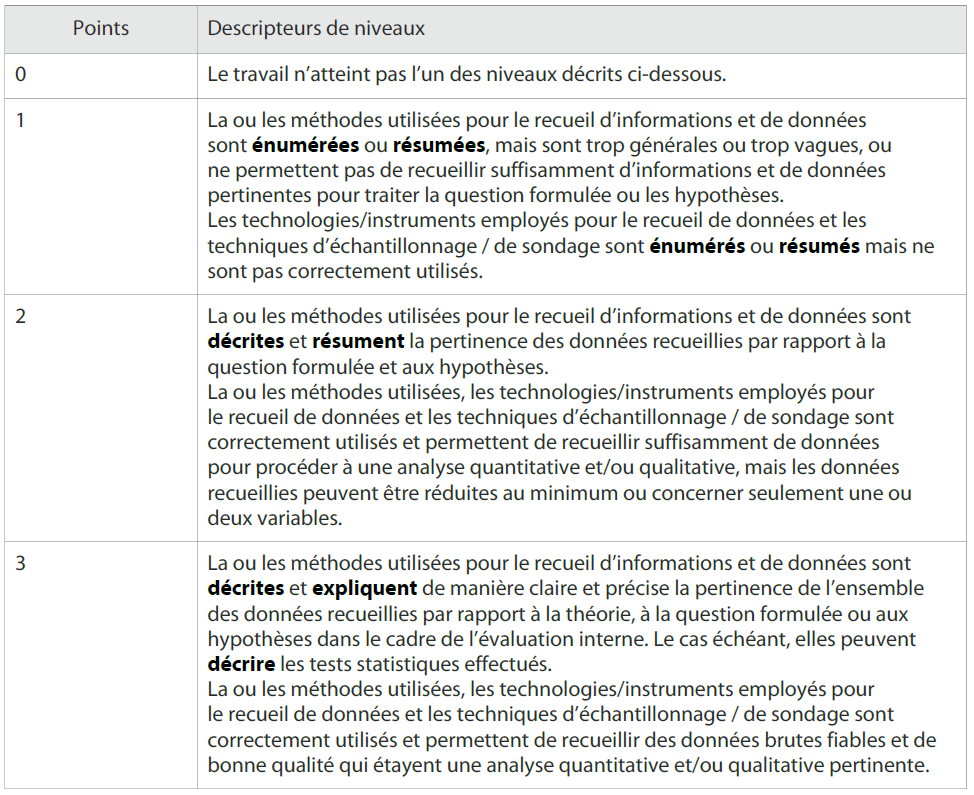 Points
Descripteurs de niveaux
0
Le travail n’atteint pas l’un des niveaux décrits ci-dessous.
1
La ou les méthodes utilisées pour le recueil d’informations et de données
sont énumérées ou résumées, mais sont trop générales ou trop vagues, ou
ne permettent pas de recueillir suffisamment d’informations et de données
pertinentes pour traiter la question formulée ou les hypothèses.
Les technologies/instruments employés pour le recueil de données et les
techniques d’échantillonnage / de sondage sont énumérés ou résumés mais ne
sont pas correctement utilisés.
2
La ou les méthodes utilisées pour le recueil d’informations et de données sont
décrites et résument la pertinence des données recueillies par rapport à la
question formulée et aux hypothèses.
La ou les méthodes utilisées, les technologies/instruments employés pour
le recueil de données et les techniques d’échantillonnage / de sondage sont
correctement utilisés et permettent de recueillir suffisamment de données
pour procéder à une analyse quantitative et/ou qualitative, mais les données
recueillies peuvent être réduites au minimum ou concerner seulement une ou
deux variables.
3
La ou les méthodes utilisées pour le recueil d’informations et de données sont
décrites et expliquent de manière claire et précise la pertinence de l’ensemble
des données recueillies par rapport à la théorie, à la question formulée ou aux
hypothèses dans le cadre de l’évaluation interne. Le cas échéant, elles peuvent
décrire les tests statistiques effectués.
La ou les méthodes utilisées, les technologies/instruments employés pour
le recueil de données et les techniques d’échantillonnage / de sondage sont
correctement utilisés et permettent de recueillir des données brutes fiables et de
bonne qualité qui étayent une analyse quantitative et/ou qualitative pertinente.